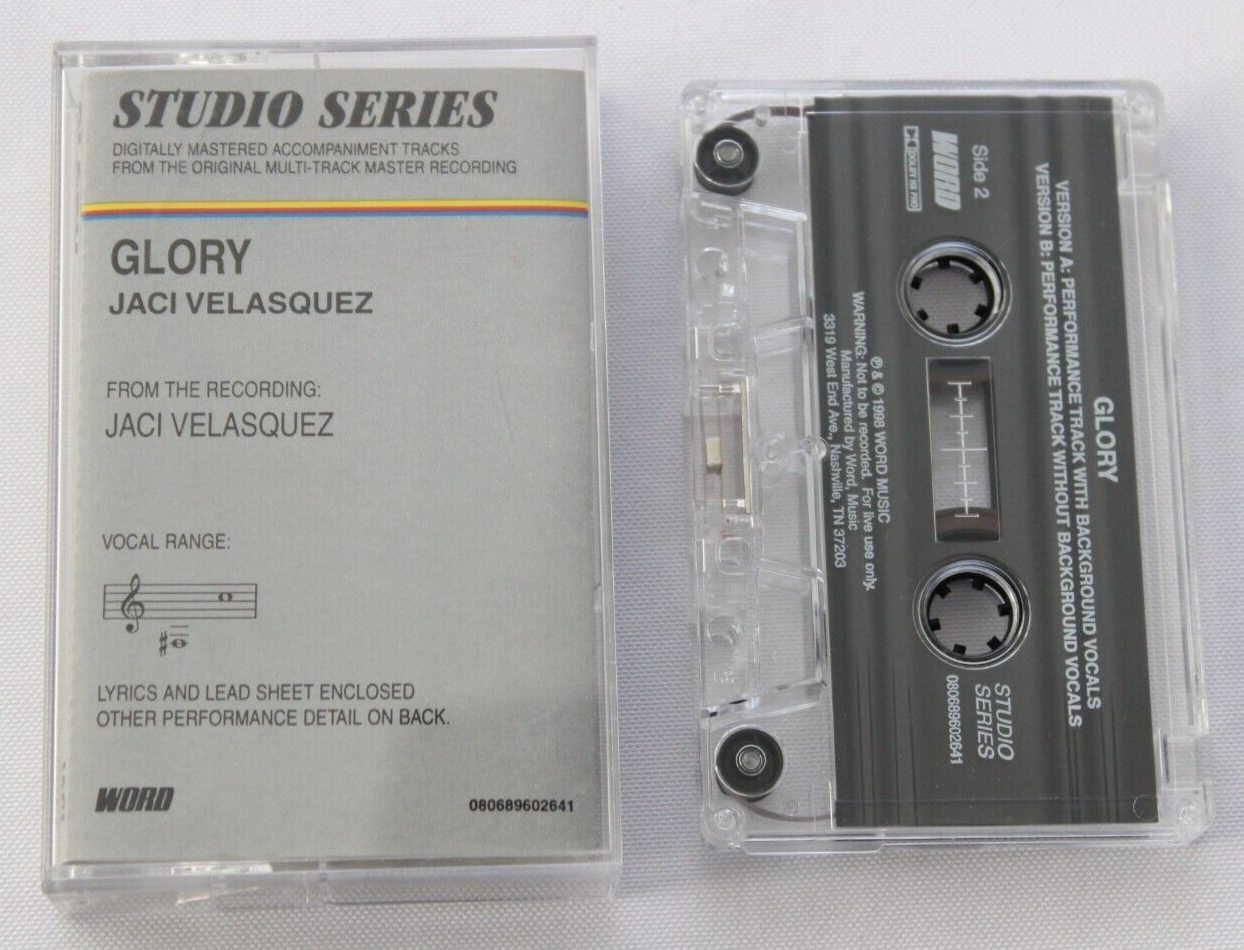 STUDIO SERIES
DIGITALLY MASTERED ACCOMPANIMENT TRACKS
FROM THE ORIGINAL MULTI-TRACK MASTER RECORDING
GLORY
JACI VELASQUEZ
FROM THE RECORDING:
JACI VELASQUEZ
VOCAL RANGE:
LYRICS AND LEAD SHEET ENCLOSED
OTHER PERFORMANCE DETAIL ON BACK.
WORD
080689602641
GLORY
VERSION A: PERFORMANCE TRACK WITH BACKGROUND VOCALS
VERSION B: PERFORMANCE TRACK WITHOUT BACKGROUND VOCALS
Side 2
WORD
DOLBY HX PRO
STUDIO
SERIES
080689602641
℗ & © 1998 WORD MUSIC
WARNING: Not to be recorded. For live use only.
Manufactured by Word, Music
3319 West End Ave., Nashville, TN 37203